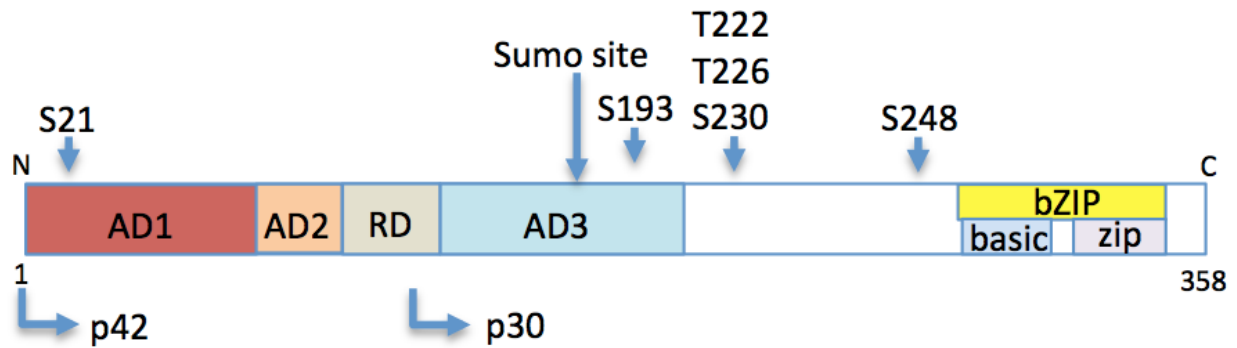 T222
Sumo site
T226
S21
S193
S230
S248
N
C
AD1
AD2
RD
AD3
bZIP
basic
zip
1
358
p42
p30